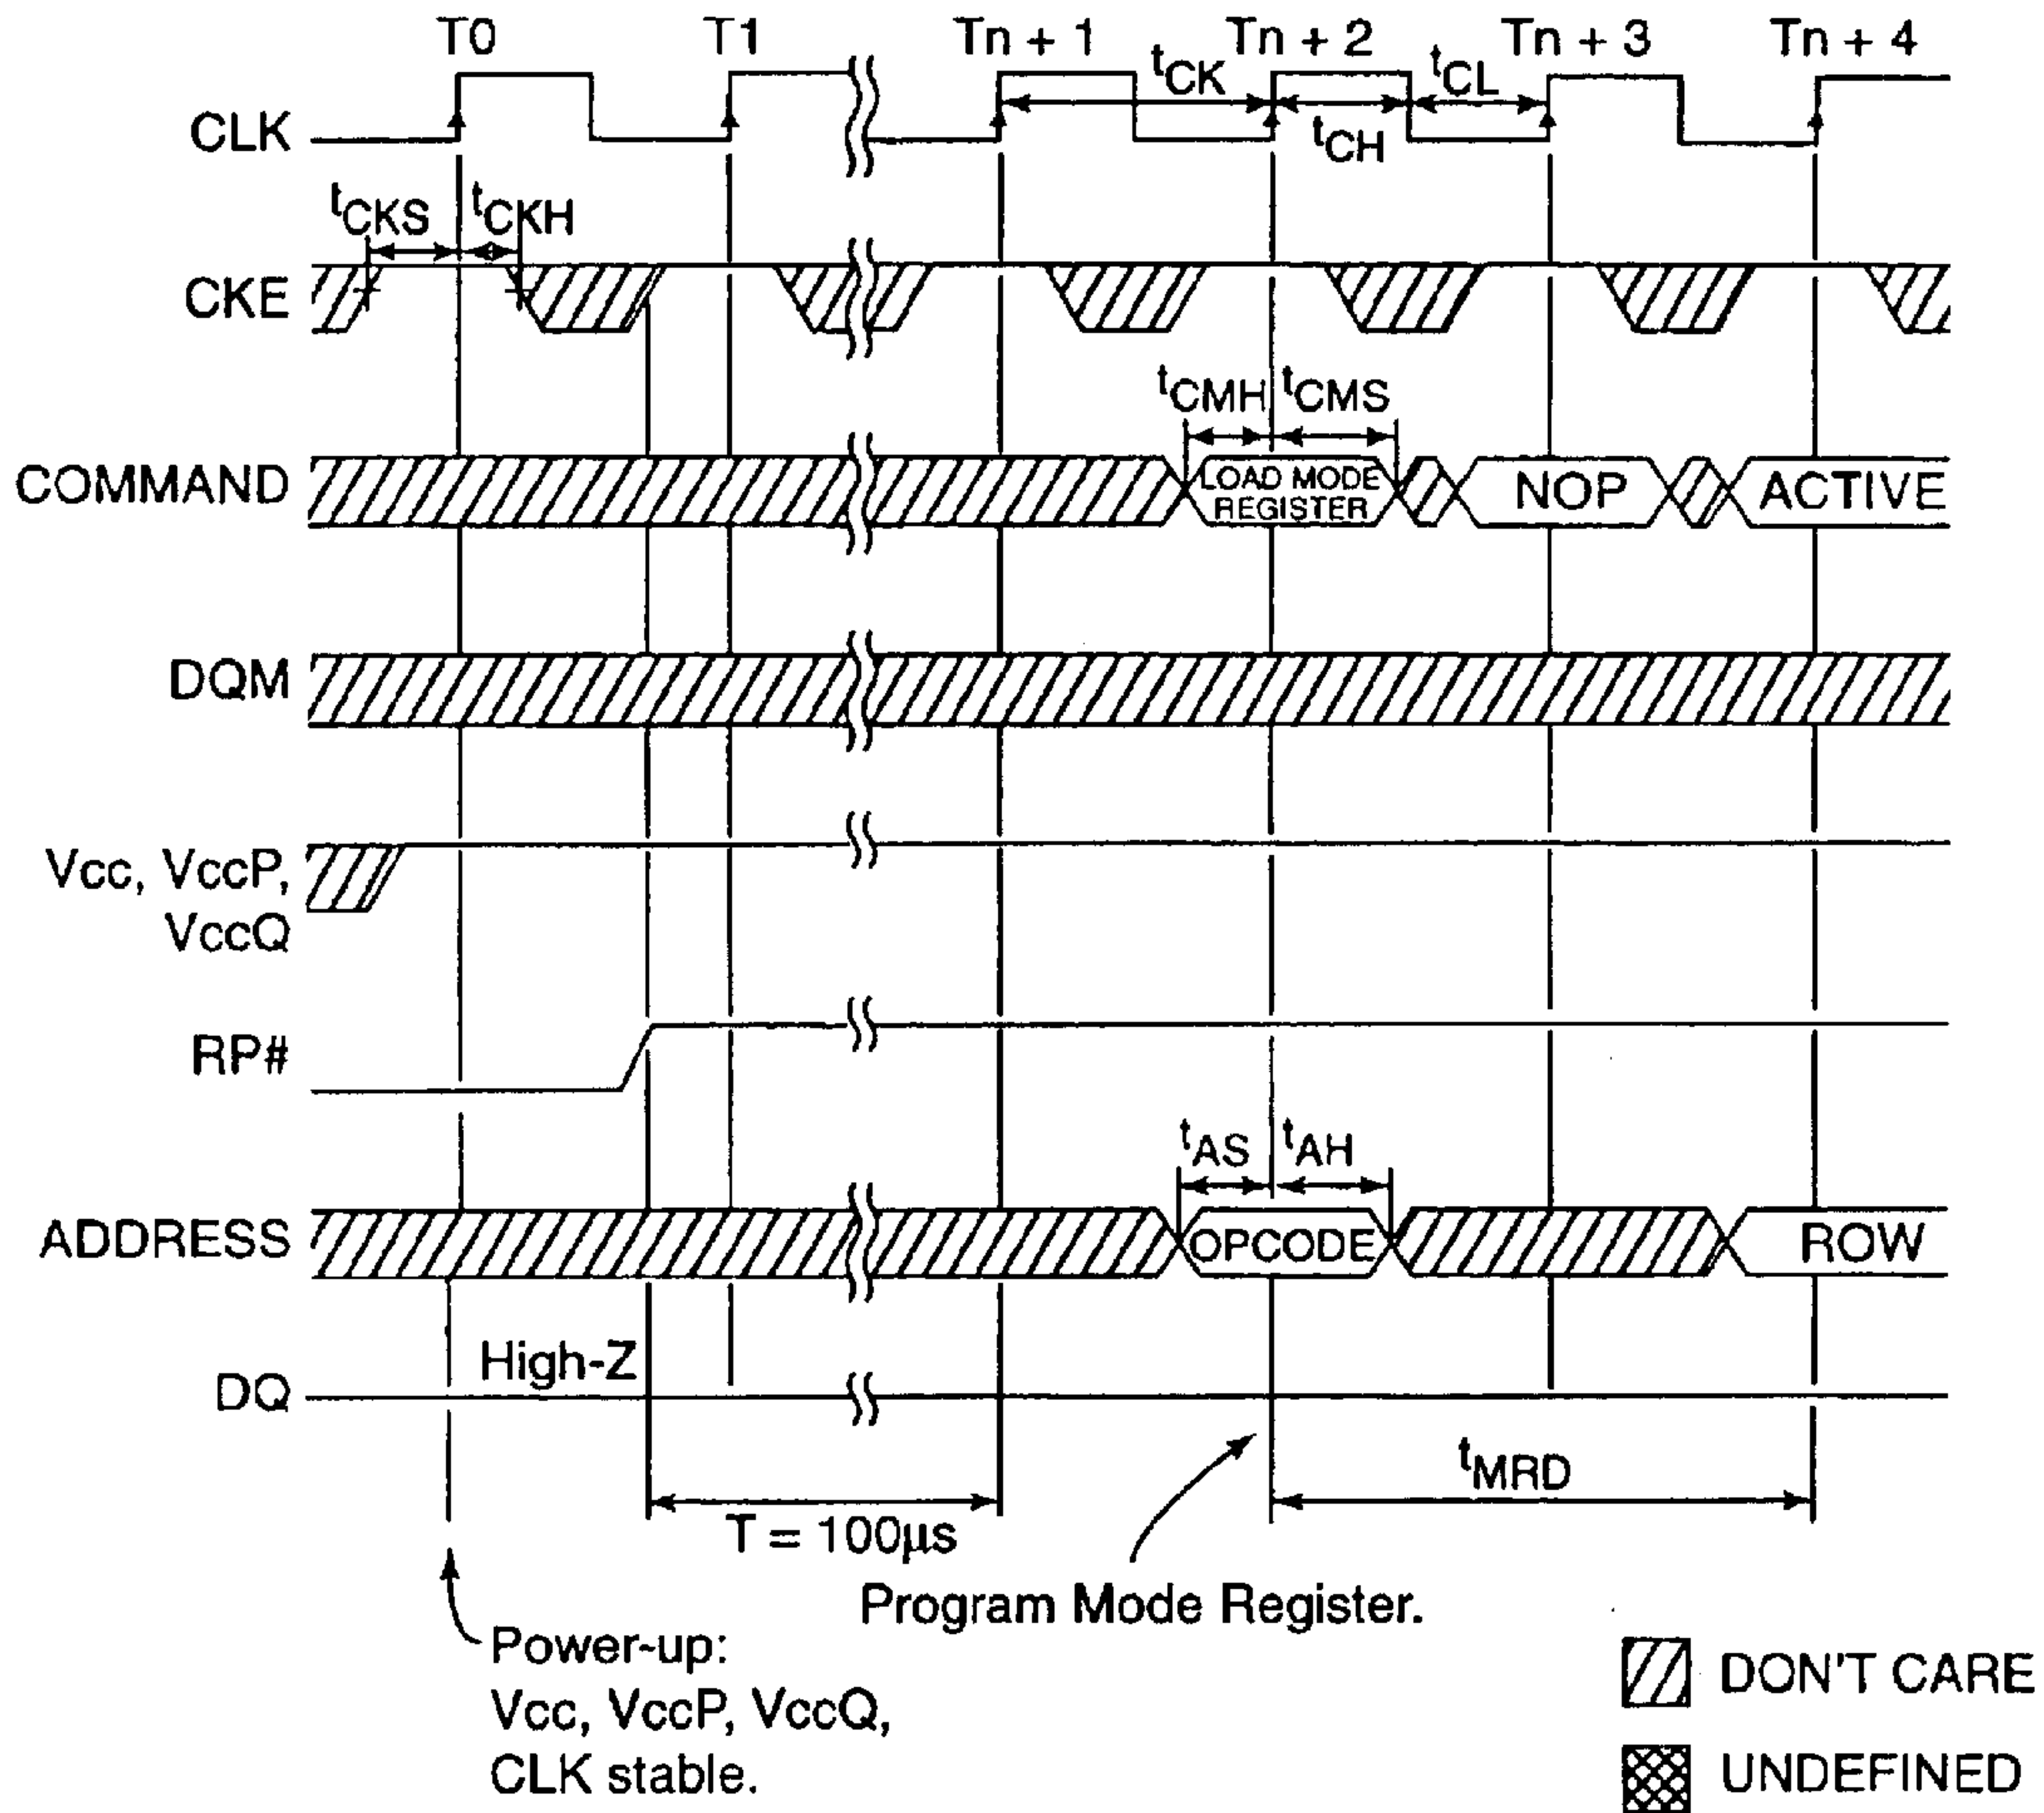 T0 T1 Tn + 1 Tn + 2 Tn + 3 Tn + 4
tCK tCL
CLK
tCH
tCKS tCKH
CKE
tCMH tCMS
COMMAND LOAD MODE REGISTER NOP ACTIVE
DQM
Vcc, VccP,
VccQ
RP#
tAS tAH
ADDRESS OPCODE ROW
High-Z
DQ
tMRD
T = 100µs
Program Mode Register.
Power-up:
Vcc, VccP, VccQ,
CLK stable.
DON'T CARE
UNDEFINED